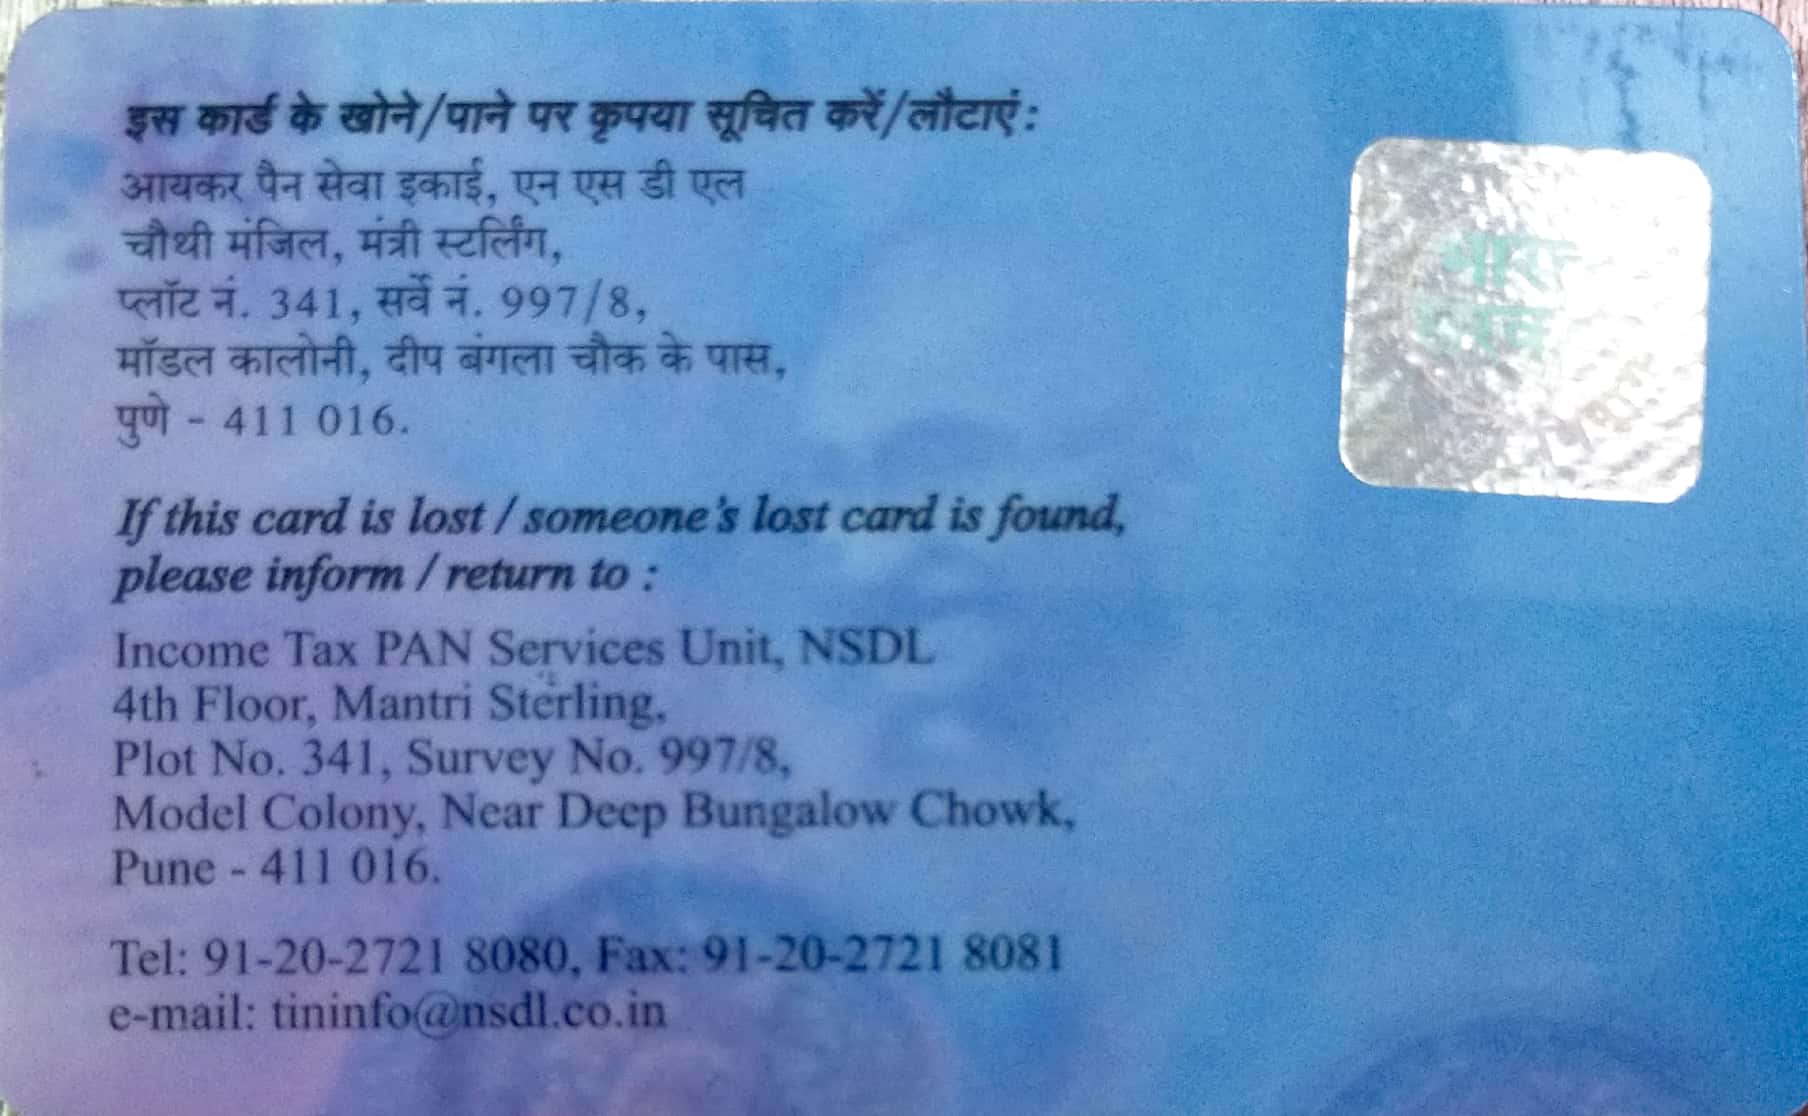 इस कार्ड के खोने/पाने पर कृपया सूचित करें/लौटाएं:
आयकर पैन सेवा इकाई, एन एस डी एल
चौथी मंजिल, मंत्री स्टर्लिंग,
प्लॉट नं. 341, सर्वे नं. 997/8,
मॉडल कालोनी, दीप बंगला चौक के पास,
पुणे - 411 016.
If this card is lost / someone's lost card is found,
please inform / return to :
Income Tax PAN Services Unit, NSDL
4th Floor, Mantri Sterling,
Plot No. 341, Survey No. 997/8,
Model Colony, Near Deep Bungalow Chowk,
Pune - 411 016.
Tel: 91-20-2721 8080, Fax: 91-20-2721 8081
e-mail: tininfo@nsdl.co.in